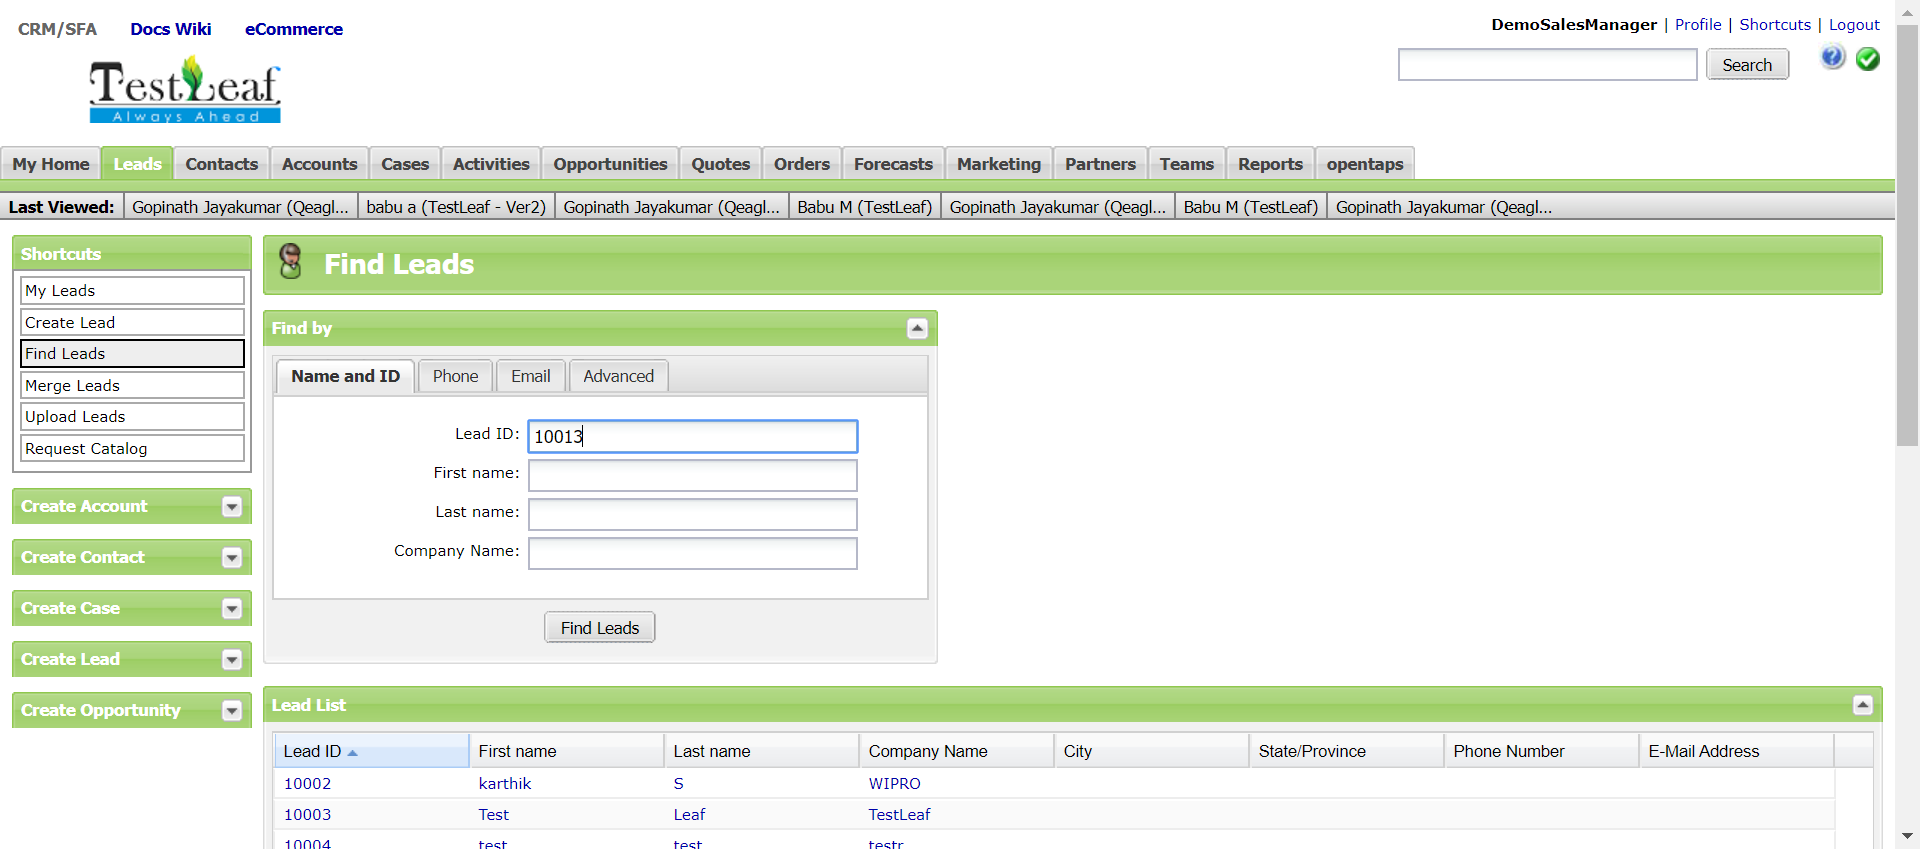 CRM/SFA Docs Wiki eCommerce
DemoSalesManager | Profile | Shortcuts | Logout
Search
TestLeaf
Always Ahead
My Home Leads Contacts Accounts Cases Activities Opportunities Quotes Orders Forecasts Marketing Partners Teams Reports opentaps
Last Viewed: Gopinath Jayakumar (Qeagl... babu a (TestLeaf - Ver2) Gopinath Jayakumar (Qeagl... Babu M (TestLeaf) Gopinath Jayakumar (Qeagl... Babu M (TestLeaf) Gopinath Jayakumar (Qeagl...
Shortcuts
My Leads
Create Lead
Find Leads
Merge Leads
Upload Leads
Request Catalog
Create Account
Create Contact
Create Case
Create Lead
Create Opportunity
Find Leads
Find by
Name and ID Phone Email Advanced
Lead ID: 10013
First name:
Last name:
Company Name:
Find Leads
Lead List
Lead ID First name Last name Company Name City State/Province Phone Number E-Mail Address
10002 karthik S WIPRO
10003 Test Leaf TestLeaf
10004 test test testr